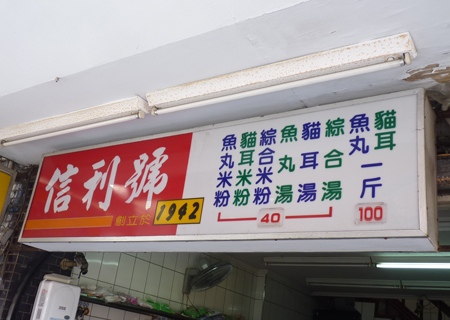 信利號
創立於 1942
魚丸米粉
貓耳米粉
綜合米粉
魚丸湯
貓耳湯
綜合湯
40
魚丸
貓耳
一斤
100